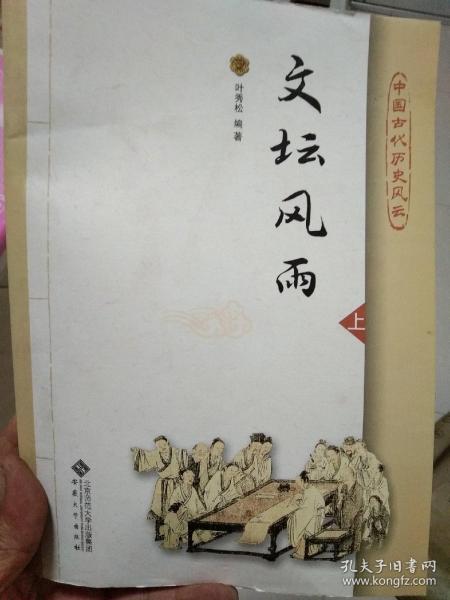 中国古代历史风云
文坛风雨
叶秀松 编著
上
北京师范大学出版集团
安徽大学出版社
孔夫子旧书网
www.kongfz.com